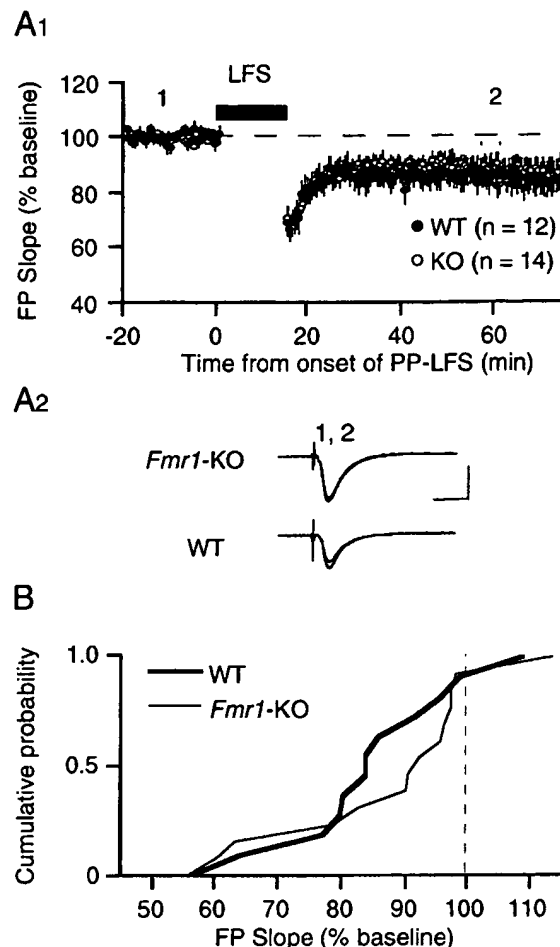 A1
LFS
1
2
120
100
80
60
40
FP Slope (% baseline)
WT (n = 12)
KO (n = 14)
-20 0 20 40 60
Time from onset of PP-LFS (min)
A2
1, 2
Fmr1-KO
WT
B
WT
Fmr1-KO
1.0
0.5
0
Cumulative probability
50 60 70 80 90 100 110
FP Slope (% baseline)